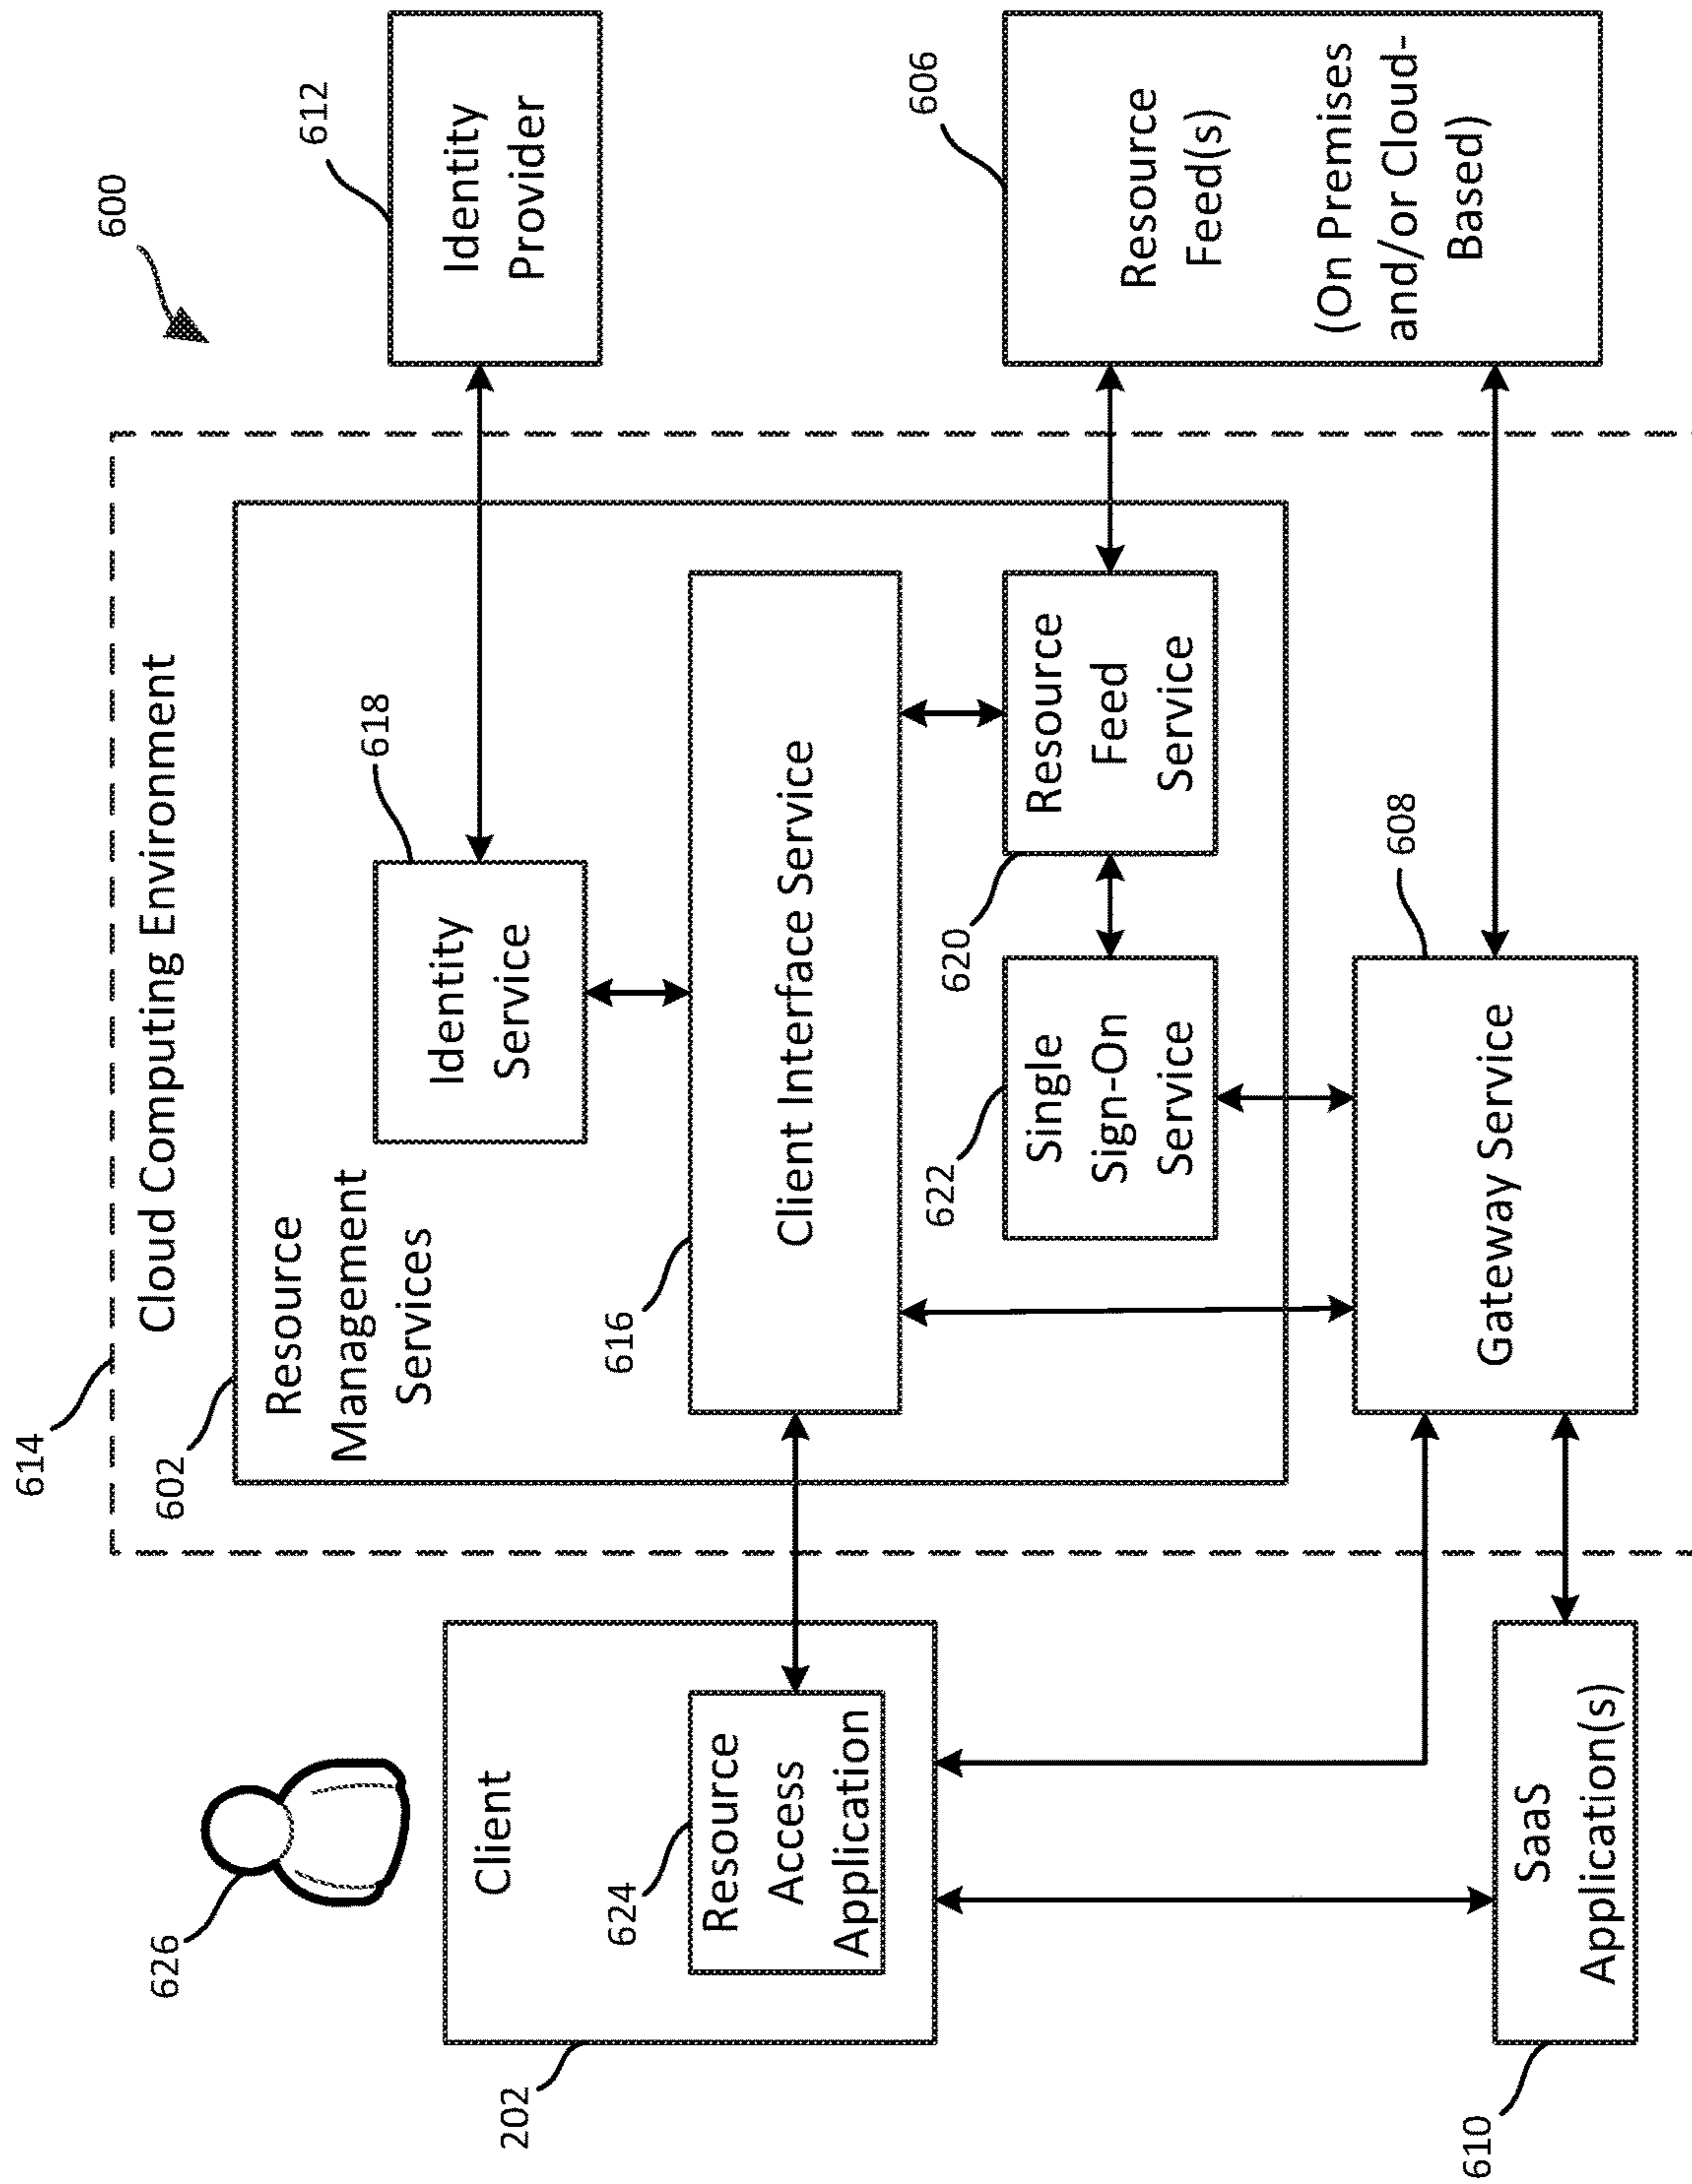 600
614
Cloud Computing Environment
602
Resource
Management
Services
626
612
Identity
Provider
618
Identity
Service
202
Client
624
Resource
Access
Application
616
Client Interface Service
606
Resource
Feed(s)
(On Premises
and/or Cloud-
Based)
622
Single
Sign-On
Service
620
Resource
Feed
Service
608
Gateway Service
610
SaaS
Application(s)